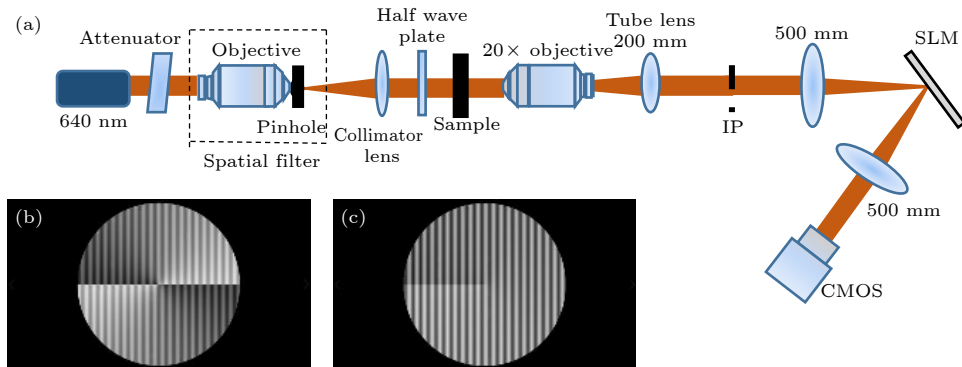 (a)
Attenuator
640 nm
Objective
Pinhole
Spatial filter
Half wave
plate
Collimator
lens
Sample
20× objective
Tube lens
200 mm
IP
500 mm
SLM
500 mm
CMOS
(b)
(c)